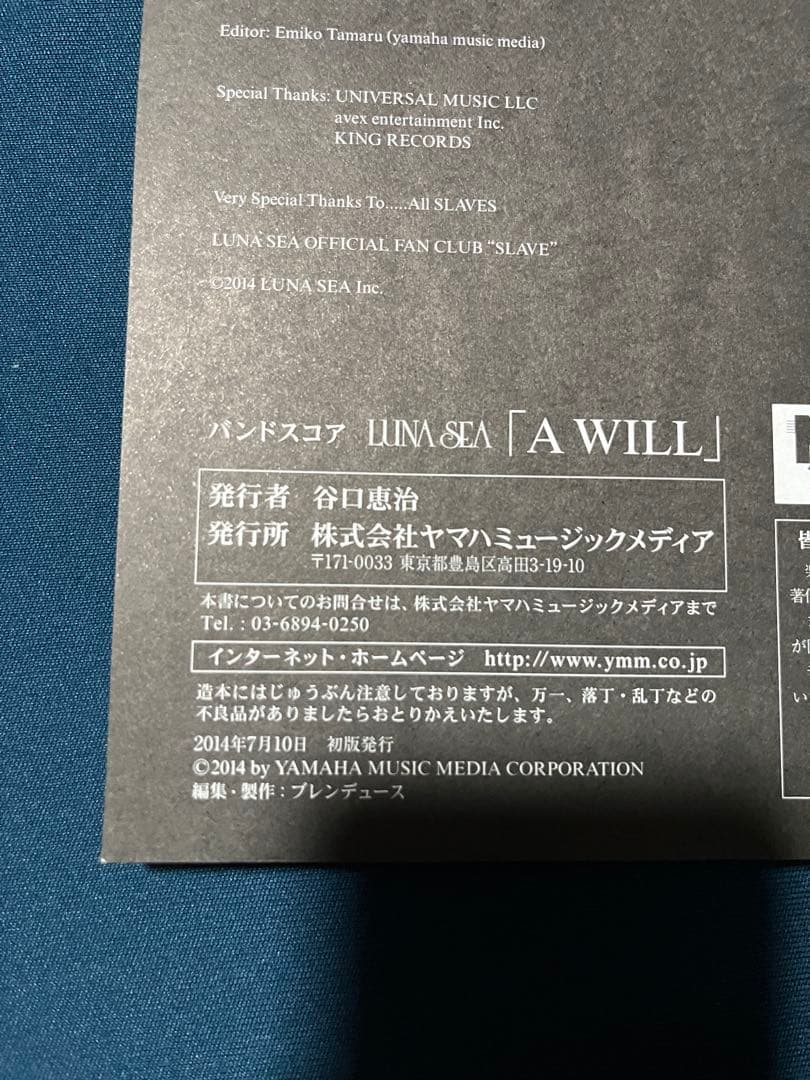 Editor: Emiko Tamaru (yamaha music media)
Special Thanks: UNIVERSAL MUSIC LLC
avex entertainment Inc.
KING RECORDS
Very Special Thanks To.....All SLAVES
LUNA SEA OFFICIAL FAN CLUB “SLAVE”
©2014 LUNA SEA Inc.
バンドスコア LUNA SEA「A WILL」
発行者 谷口恵治
発行所 株式会社ヤマハミュージックメディア
〒171-0033 東京都豊島区高田3-19-10
本書についてのお問合せは、株式会社ヤマハミュージックメディアまで
Tel. : 03-6894-0250
インターネット・ホームページ http://www.ymm.co.jp
造本にはじゅうぶん注意しておりますが、万一、落丁・乱丁などの
不良品がありましたらおとりかえいたします。
2014年7月10日 初版発行
©2014 by YAMAHA MUSIC MEDIA CORPORATION
編集・製作：ブレンデュース
皆
著作
が
い